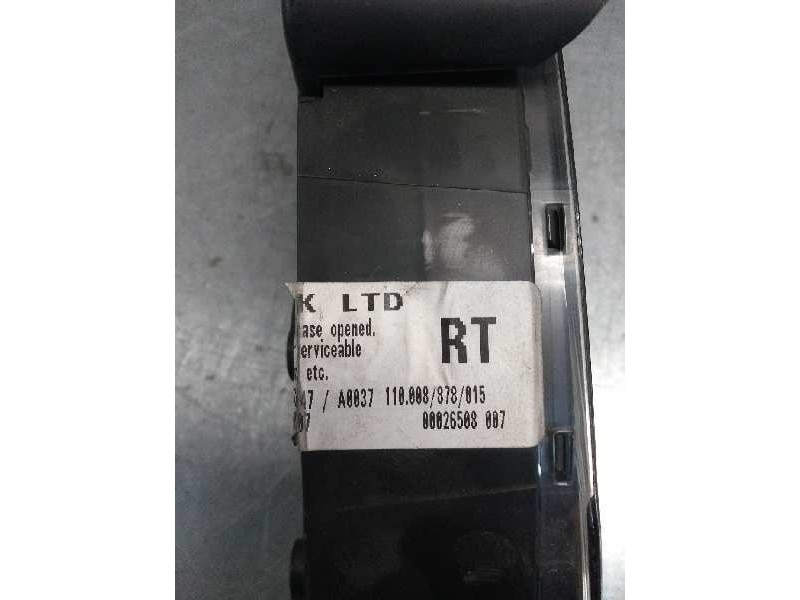 K LTD
ase opened.
erviceable
etc.
RT
47 / A0037 110.008/878/015
07 00026508 007